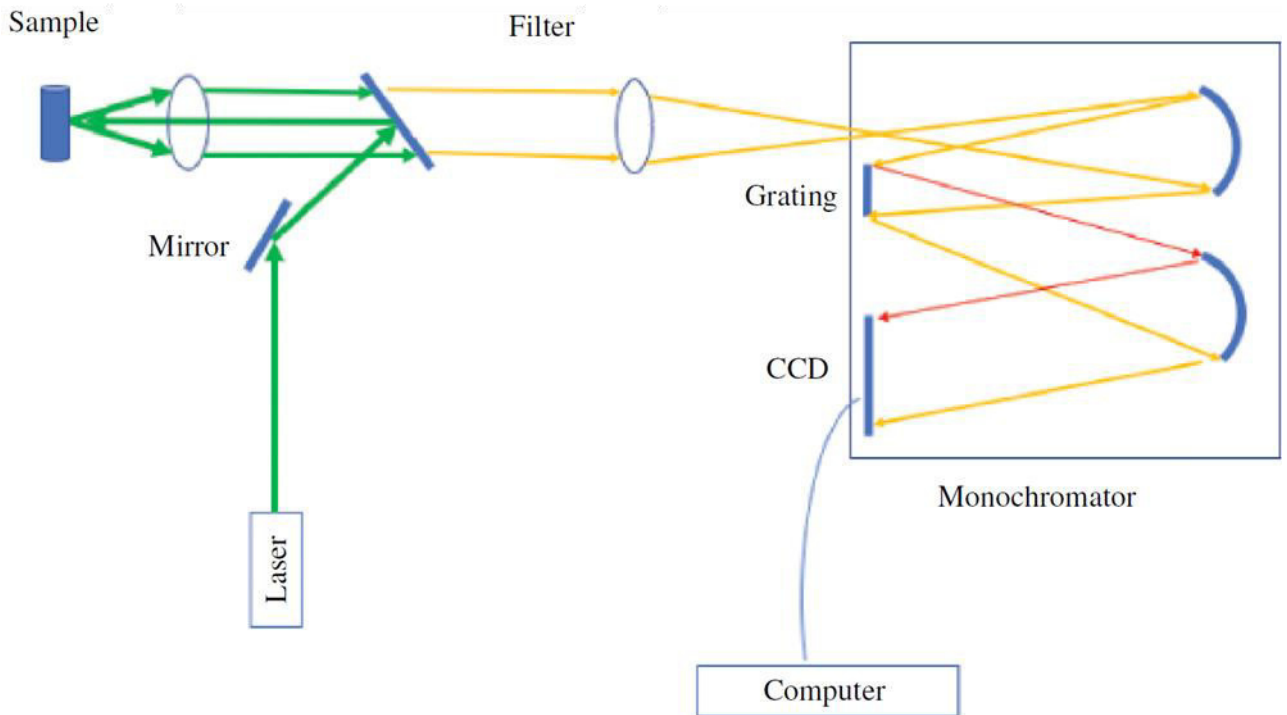 Sample
Filter
Grating
Mirror
CCD
Monochromator
Laser
Computer